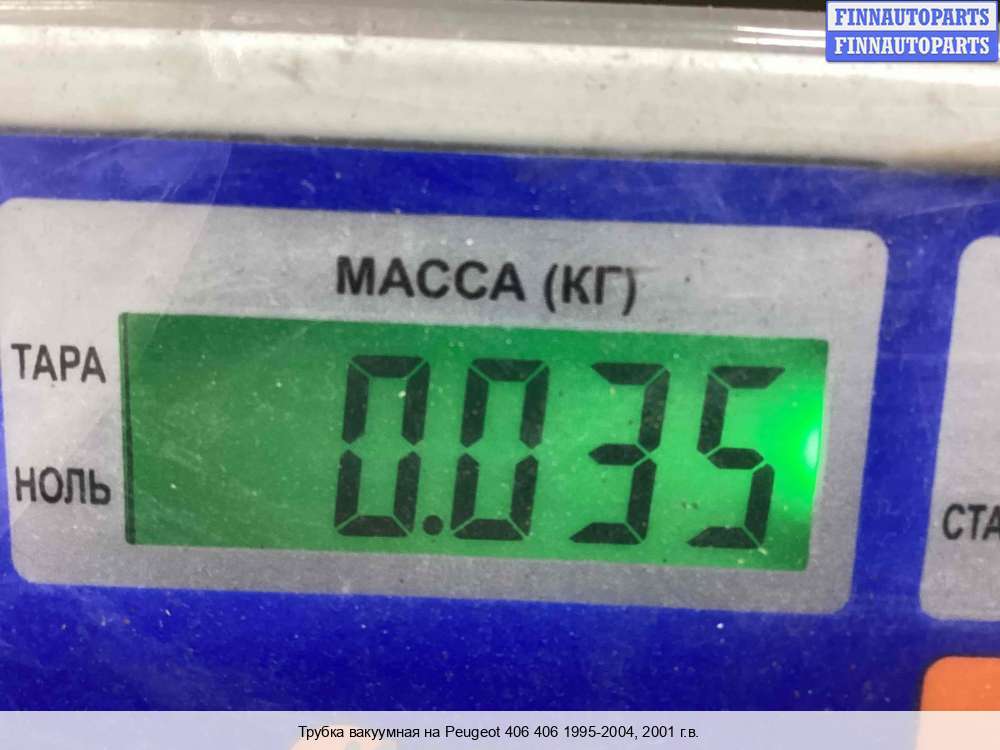 FINNAUTOPARTS
FINNAUTOPARTS
МАССА (КГ)
ТАРА
0.035
НОЛЬ
СТА
Трубка вакуумная на Peugeot 406 406 1995-2004, 2001 г.в.